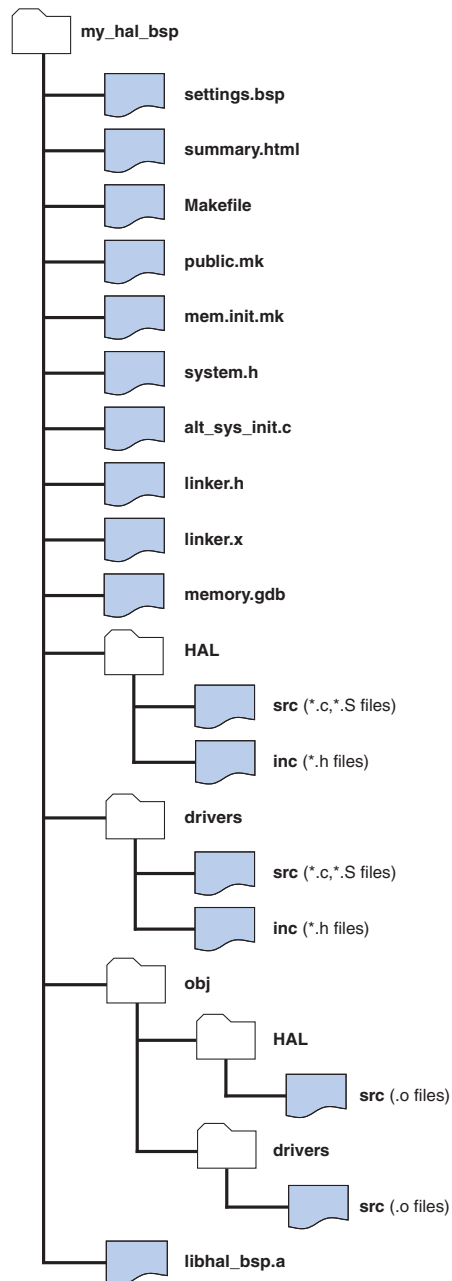 my_hal_bsp
settings.bsp
summary.html
Makefile
public.mk
mem.init.mk
system.h
alt_sys_init.c
linker.h
linker.x
memory.gdb
HAL
src (*.c,*.S files)
inc (*.h files)
drivers
src (*.c,*.S files)
inc (*.h files)
obj
HAL
src (.o files)
drivers
src (.o files)
libhal_bsp.a